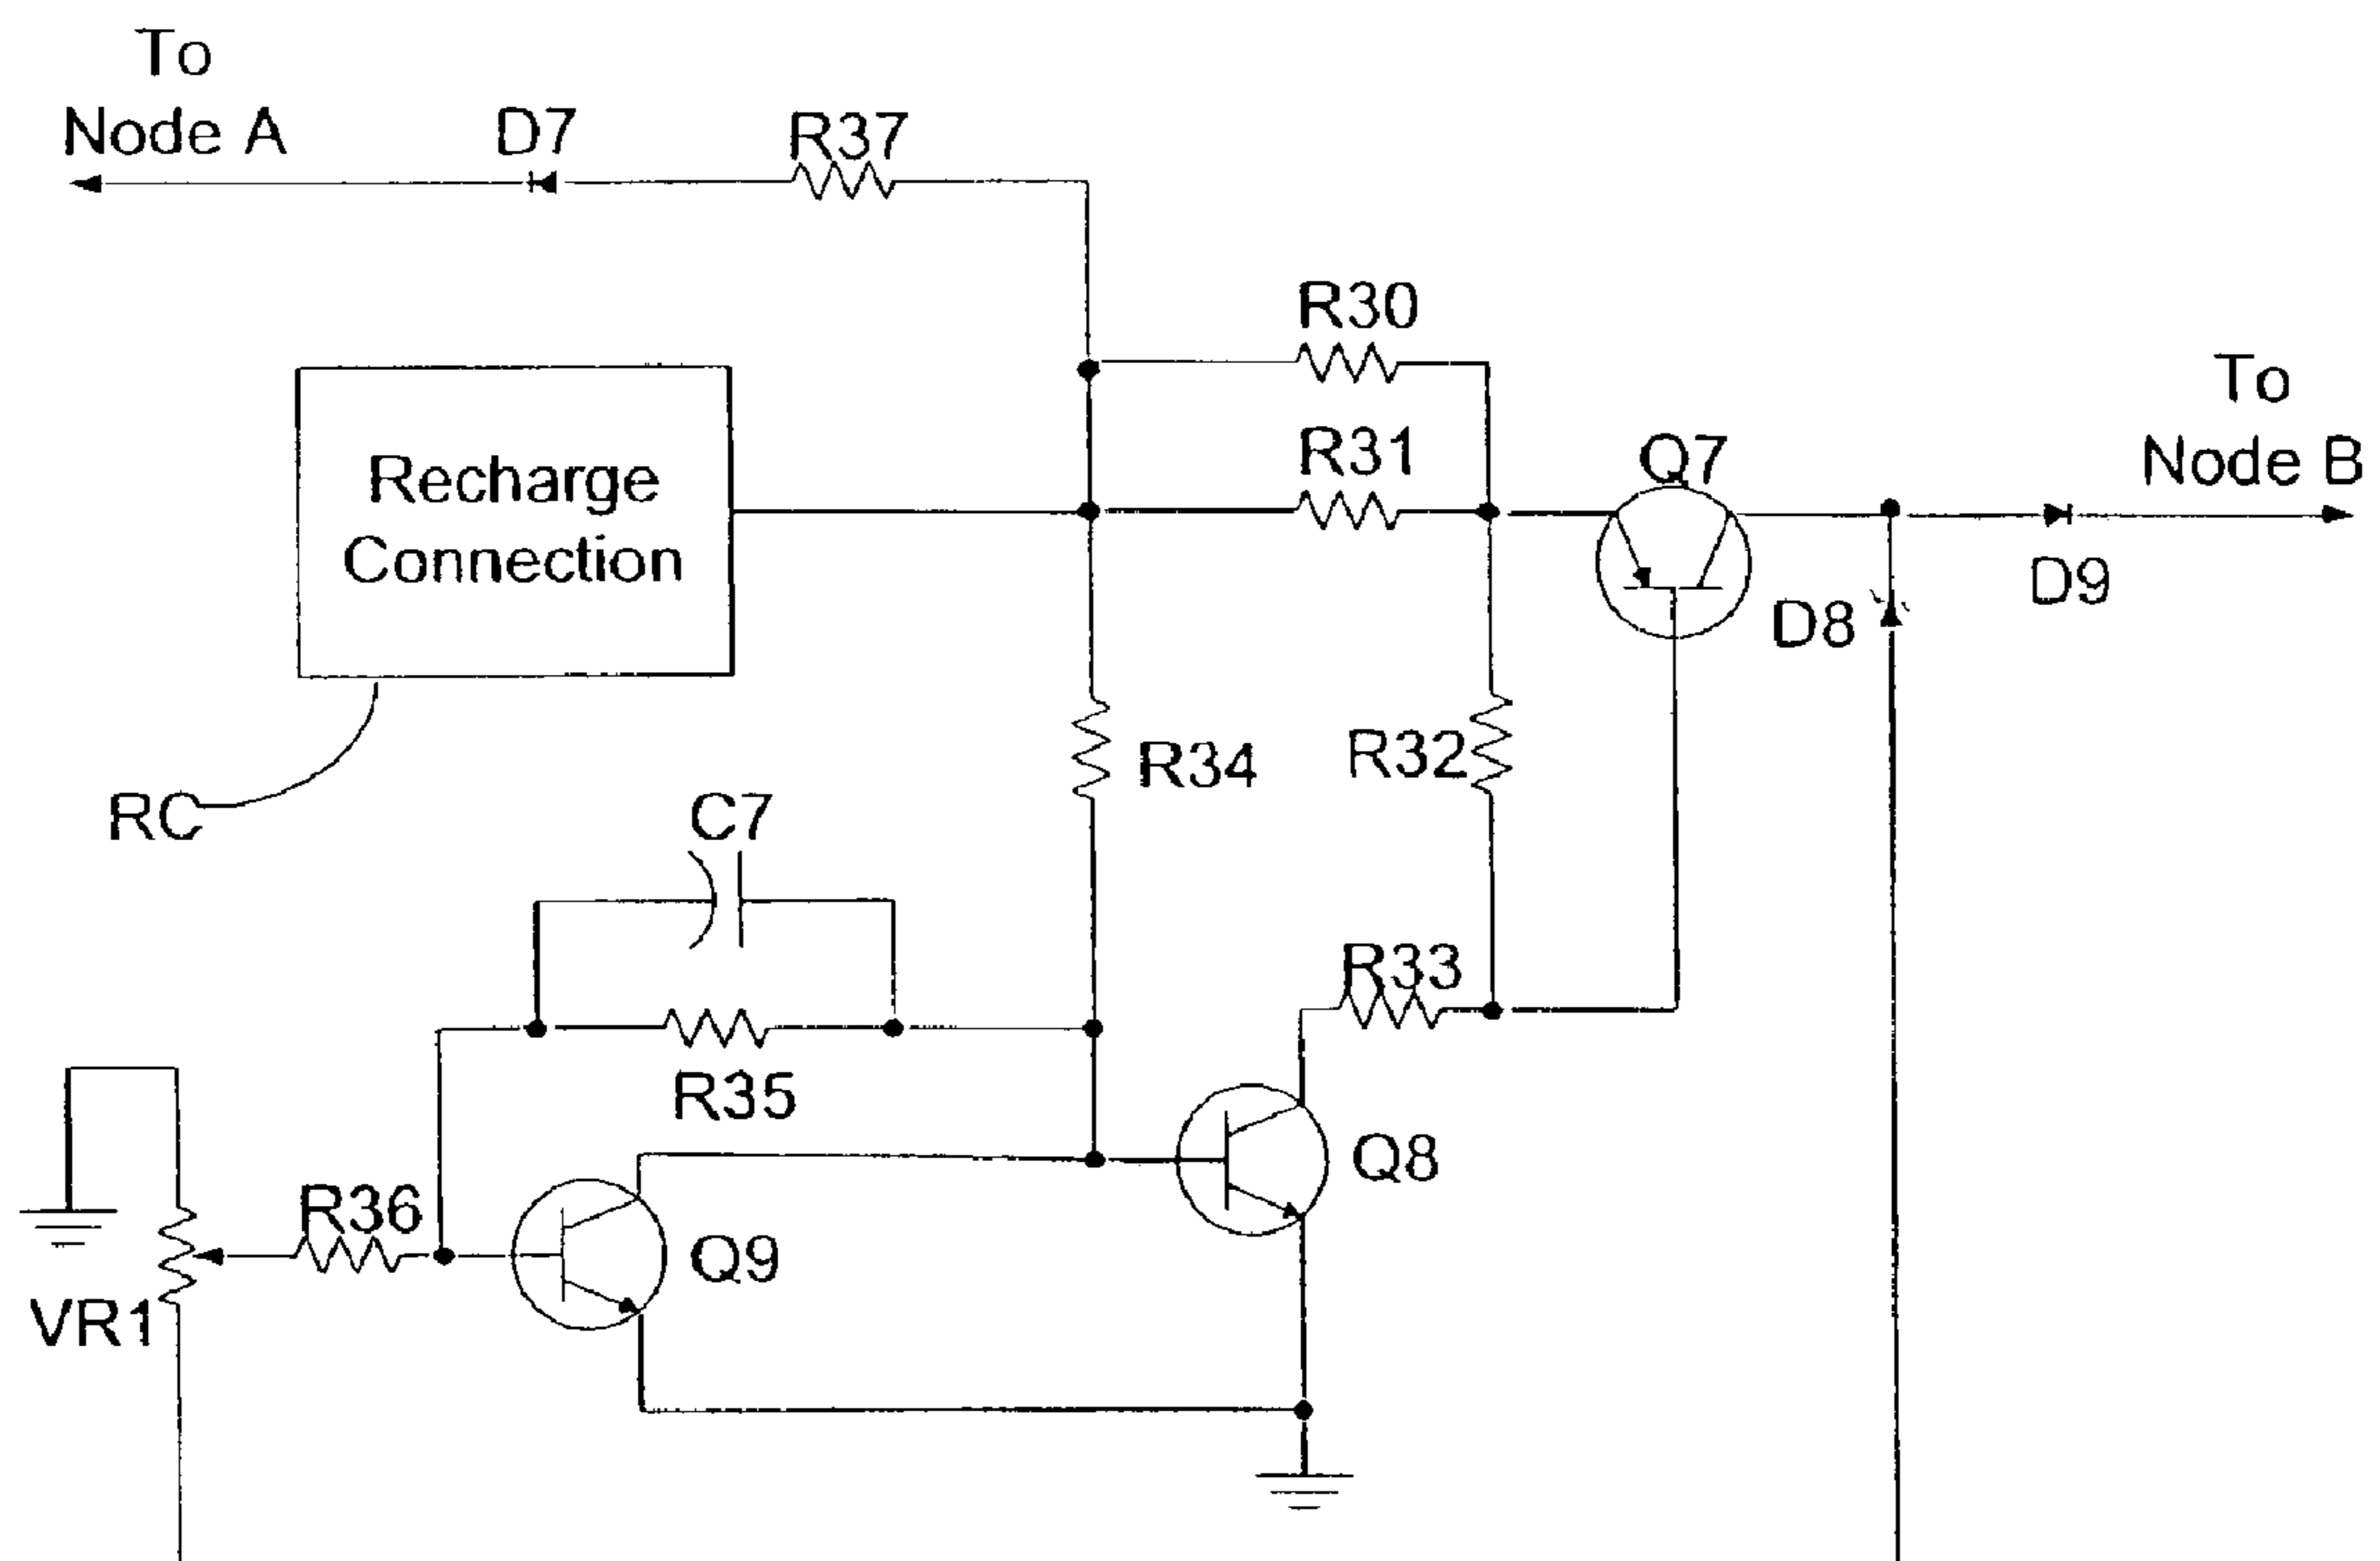 To
Node A
D7
R37
R30
R31
To
Node B
Q7
Recharge
Connection
D8
D9
R34
R32
RC
C7
R33
R35
R36
Q9
Q8
VR1